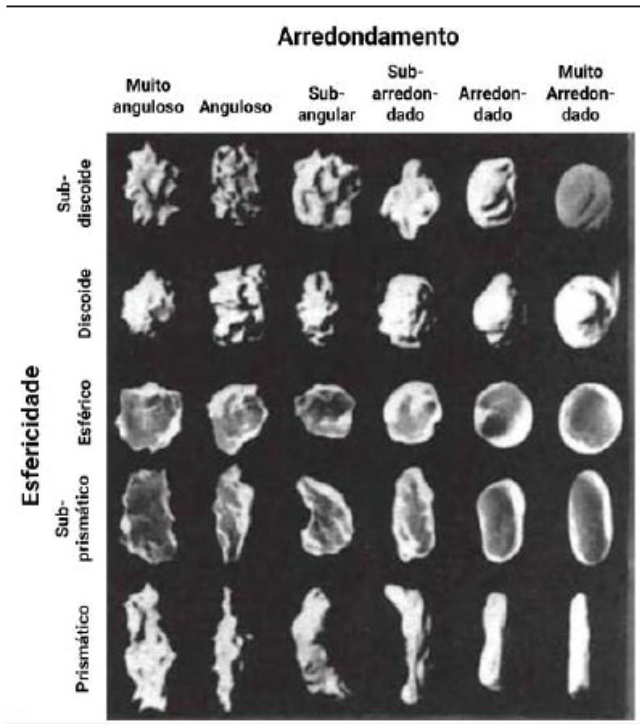 Arredondamento
Muito
anguloso
Anguloso
Sub-
angular
Sub-
arredon-
dado
Arredon-
dado
Muito
Arredon-
dado
Esfericidade
Sub-
discoide
Discoide
Esférico
Sub-
prismático
Prismático